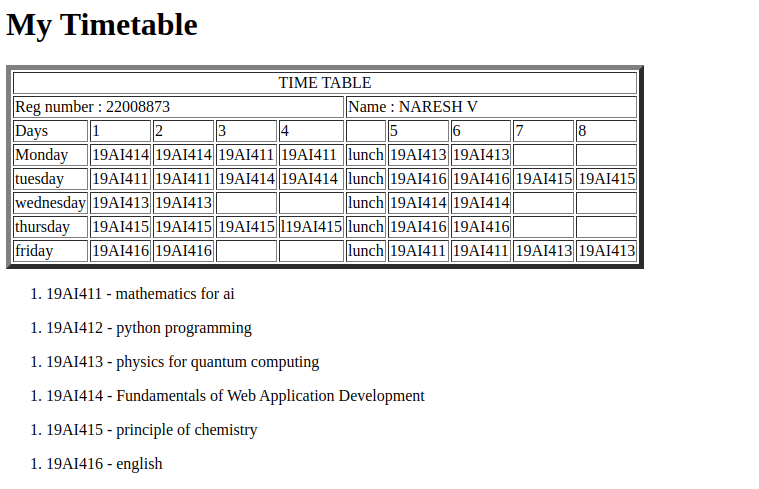 My Timetable
TIME TABLE
Reg number : 22008873 Name : NARESH V
Days 1 2 3 4 5 6 7 8
Monday 19AI414 19AI414 19AI411 19AI411 lunch 19AI413 19AI413
tuesday 19AI411 19AI411 19AI414 19AI414 lunch 19AI416 19AI416 19AI415 19AI415
wednesday 19AI413 19AI413 lunch 19AI414 19AI414
thursday 19AI415 19AI415 19AI415 l19AI415 lunch 19AI416 19AI416
friday 19AI416 19AI416 lunch 19AI411 19AI411 19AI413 19AI413
1. 19AI411 - mathematics for ai
1. 19AI412 - python programming
1. 19AI413 - physics for quantum computing
1. 19AI414 - Fundamentals of Web Application Development
1. 19AI415 - principle of chemistry
1. 19AI416 - english